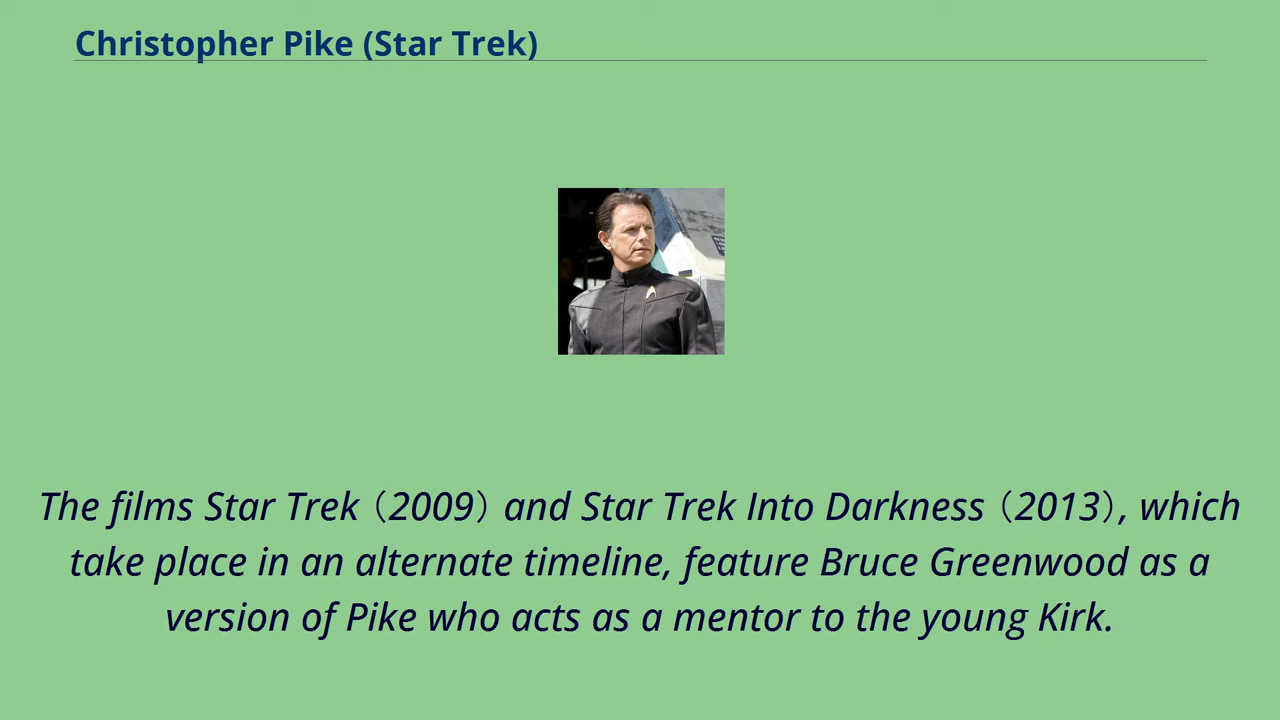 Christopher Pike (Star Trek)
The films Star Trek (2009) and Star Trek Into Darkness (2013), which
take place in an alternate timeline, feature Bruce Greenwood as a
version of Pike who acts as a mentor to the young Kirk.